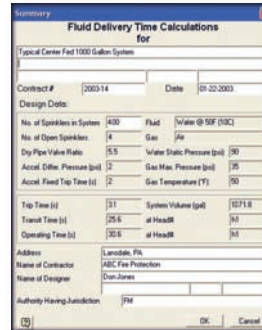 Summary
Fluid Delivery Time Calculations
for
Typical Center Fed 1000 Gallon System
Contract # 2003-14 Date 01-22-2003
Design Data:
No. of Sprinklers in System 400 Fluid Water @ 50F (10C)
No. of Open Sprinklers 4 Gas Air
Dry Pipe Valve Ratio 5.5 Water Static Pressure (psi) 90
Accel. Differ. Pressure (psi) 4 Gas Max. Pressure (psi) 35
Accel. Fixed Trip Time (s) 2 Gas Temperature (°F) 50
Trip Time (s) 3.1 System Volume (gal) 1071.8
Transit Time (s) 25.6 at Head# h1
Operating Time (s) 30.6 at Head# h1
Address Lansdale, PA
Name of Contractor ABC Fire Protection
Name of Designer Don Jones
Authority Having Jurisdiction FM
OK Cancel